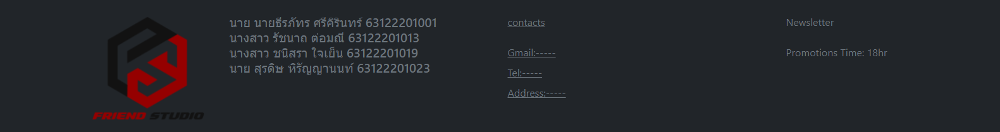 FRIEND STUDIO
นาย นายธีรภัทร ศรีคิรินทร์ 63122201001
นางสาว รัชนาถ ต่อมณี 63122201013
นางสาว ชนิสรา ใจเย็น 63122201019
นาย สุรดิษ หิรัญญานนท์ 63122201023
contacts
Gmail:-----
Tel:-----
Address:-----
Newsletter
Promotions Time: 18hr